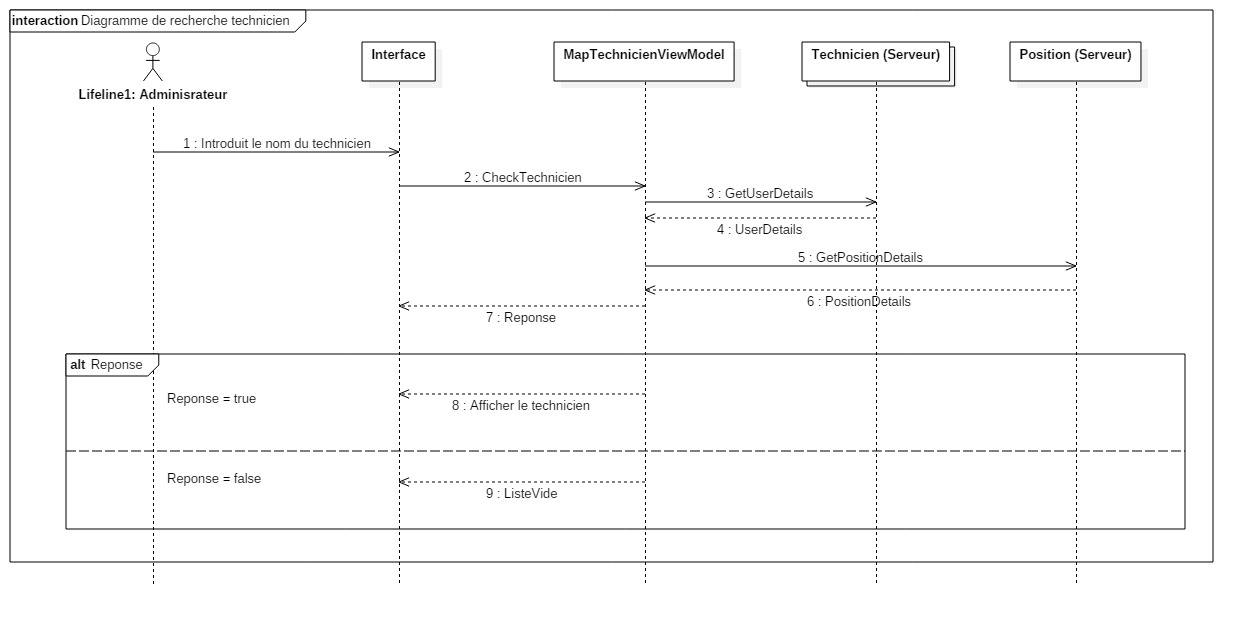 interaction Diagramme de recherche technicien
Lifeline1: Adminisrateur
Interface
MapTechnicienViewModel
Technicien (Serveur)
Position (Serveur)
1 : Introduit le nom du technicien
2 : CheckTechnicien
3 : GetUserDetails
4 : UserDetails
5 : GetPositionDetails
6 : PositionDetails
7 : Reponse
alt Reponse
Reponse = true
8 : Afficher le technicien
Reponse = false
9 : ListeVide